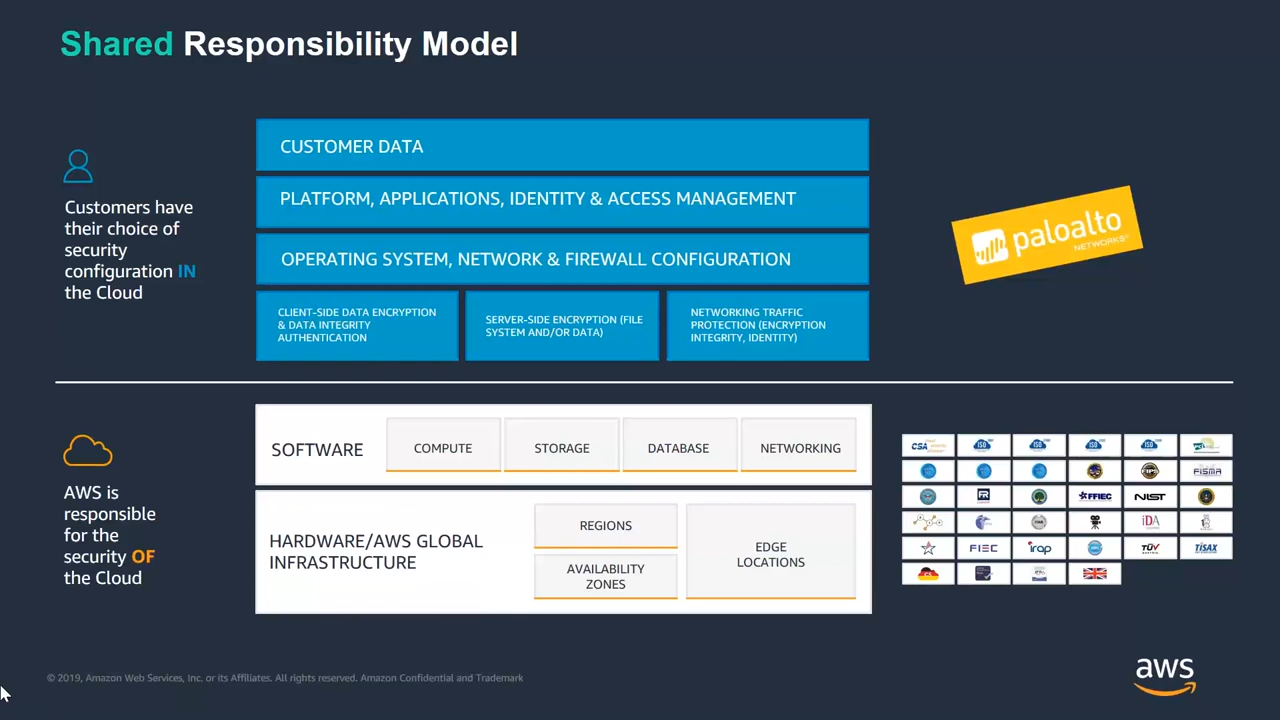 Shared Responsibility Model
CUSTOMER DATA
PLATFORM, APPLICATIONS, IDENTITY & ACCESS MANAGEMENT
OPERATING SYSTEM, NETWORK & FIREWALL CONFIGURATION
CLIENT-SIDE DATA ENCRYPTION
& DATA INTEGRITY
AUTHENTICATION
SERVER-SIDE ENCRYPTION (FILE
SYSTEM AND/OR DATA)
NETWORKING TRAFFIC
PROTECTION (ENCRYPTION
INTEGRITY, IDENTITY)
Customers have
their choice of
security
configuration IN
the Cloud
paloalto
NETWORKS
AWS is
responsible
for the
security OF
the Cloud
SOFTWARE
COMPUTE
STORAGE
DATABASE
NETWORKING
HARDWARE/AWS GLOBAL
INFRASTRUCTURE
REGIONS
AVAILABILITY
ZONES
EDGE
LOCATIONS
CSA
ISO
ISO
ISO
ISO
FIPS
FISMA
FR
FFIEC
NIST
ITAR
iDA
FIEC
irap
TÜV
TISAX
© 2019, Amazon Web Services, Inc. or its Affiliates. All rights reserved. Amazon Confidential and Trademark
aws